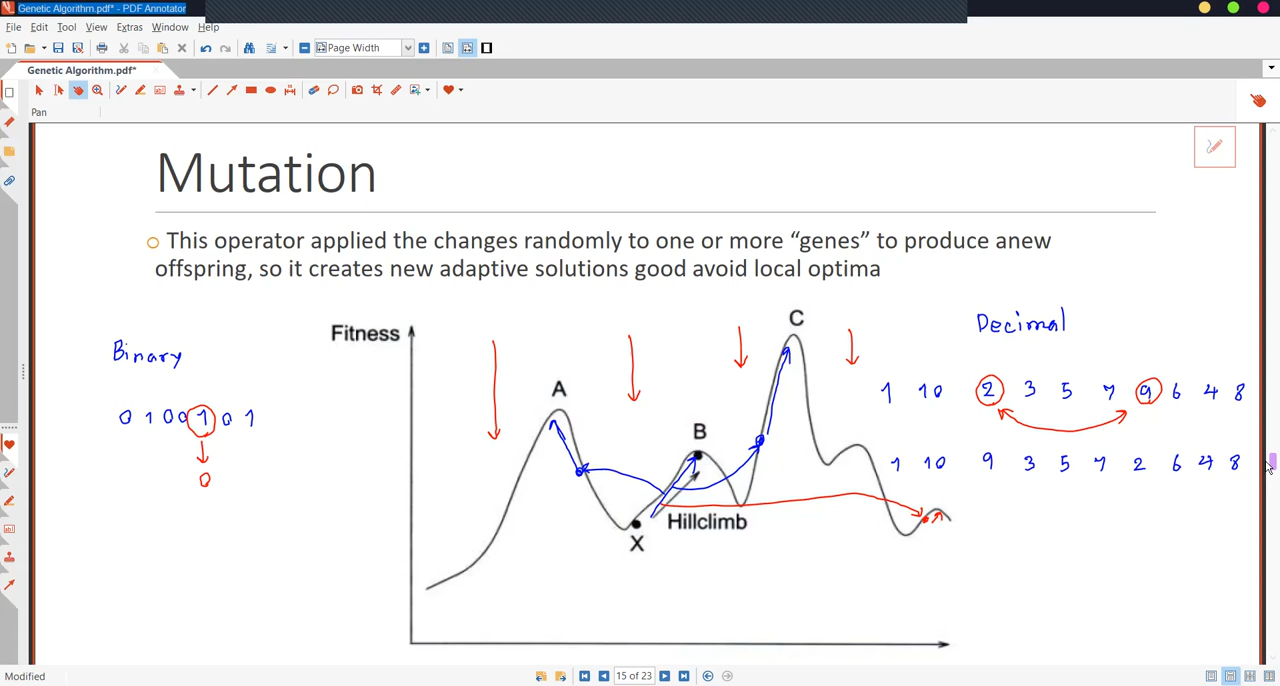 Genetic Algorithm.pdf* - PDF Annotator
File Edit Tool View Extras Window Help
Page Width
Genetic Algorithm.pdf*
Pan
Mutation
This operator applied the changes randomly to one or more “genes” to produce anew
offspring, so it creates new adaptive solutions good avoid local optima
Binary
0 1 0 0 1 0 1
0
Fitness
A
B
C
X
Hillclimb
Decimal
1 10 2 3 5 7 9 6 4 8
1 10 9 3 5 7 2 6 4 8
Modified
15 of 23